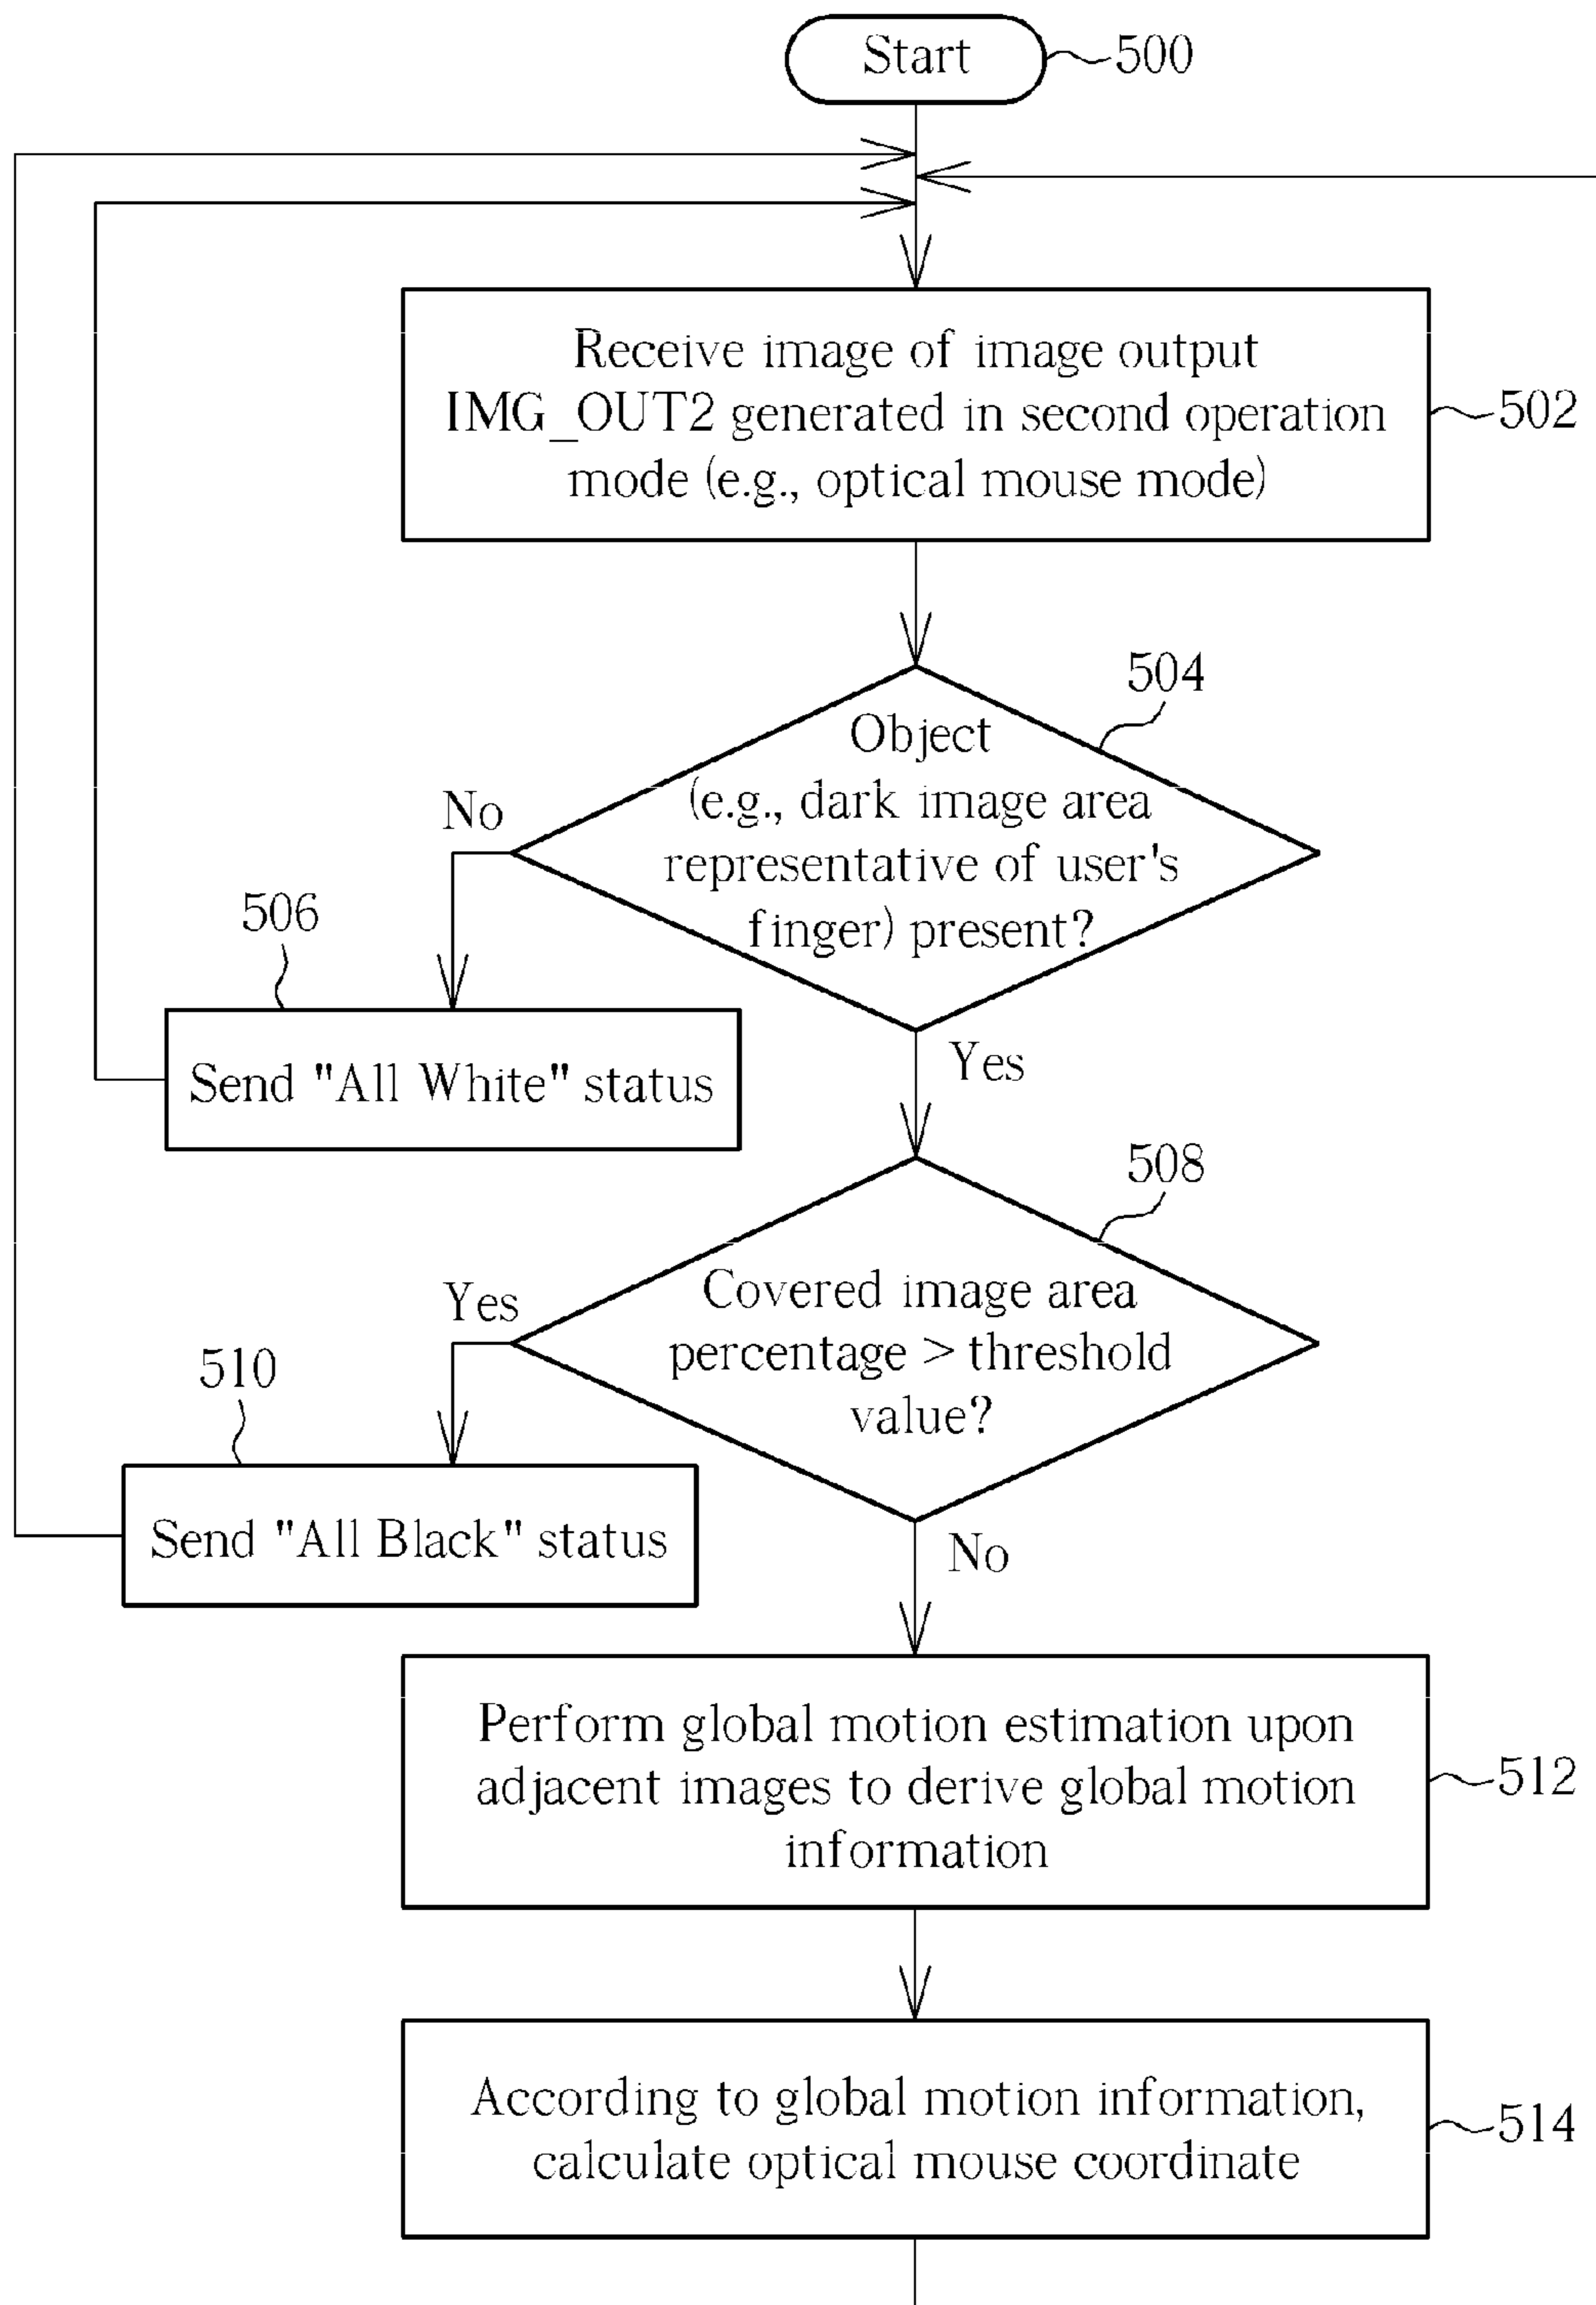 Start
500
Receive image of image output
IMG_OUT2 generated in second operation
mode (e.g., optical mouse mode)
502
504
Object
(e.g., dark image area
representative of user's
finger) present?
No
506
Send "All White" status
Yes
508
Covered image area
percentage > threshold
value?
Yes
510
Send "All Black" status
No
Perform global motion estimation upon
adjacent images to derive global motion
information
512
According to global motion information,
calculate optical mouse coordinate
514